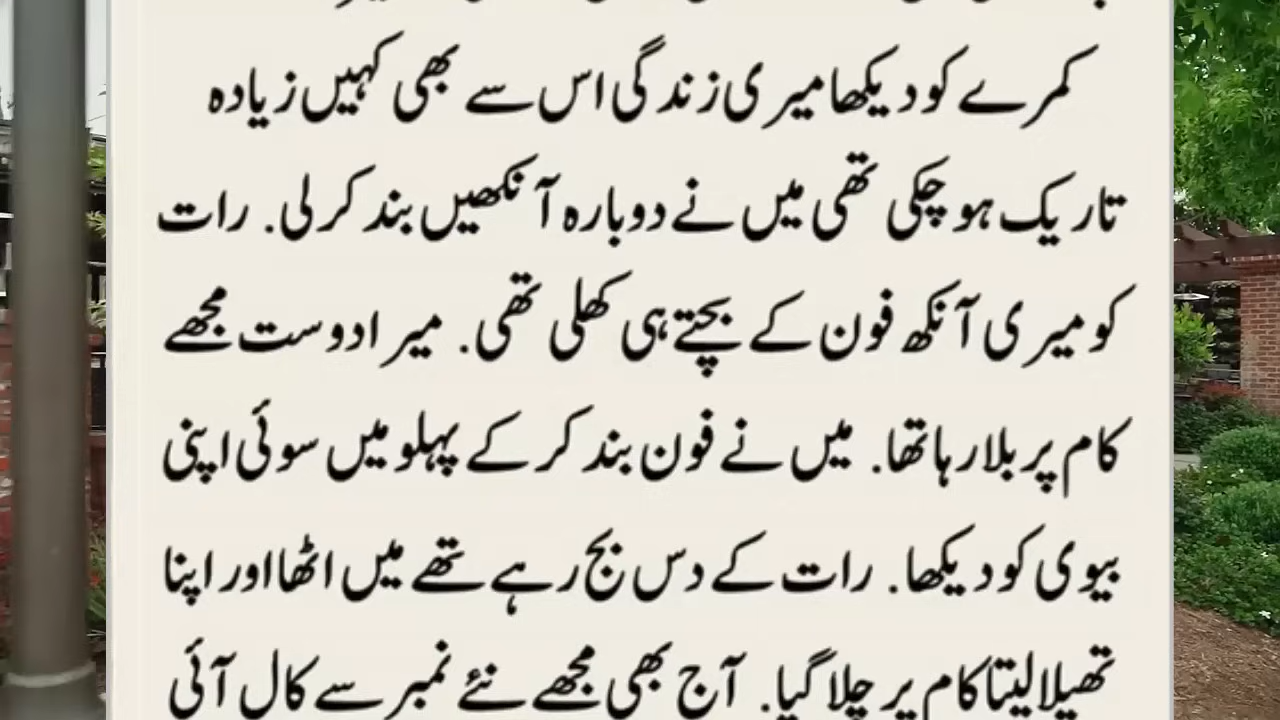 کمرے کو دیکھا میری زندگی اس سے بھی کہیں زیادہ
تاریک ہو چکی تھی میں نے دوبارہ آنکھیں بند کر لی. رات
کو میری آنکھ فون کے بجتے ہی کھلی تھی. میرا دوست مجھے
کام پر بلا رہا تھا. میں نے فون بند کر کے پہلو میں سوئی اپنی
بیوی کو دیکھا. رات کے دس بج رہے تھے میں اٹھا اور اپنا
تھیلا لیتا کام پر چلا گیا. آج بھی مجھے نئے نمبر سے کال آئی